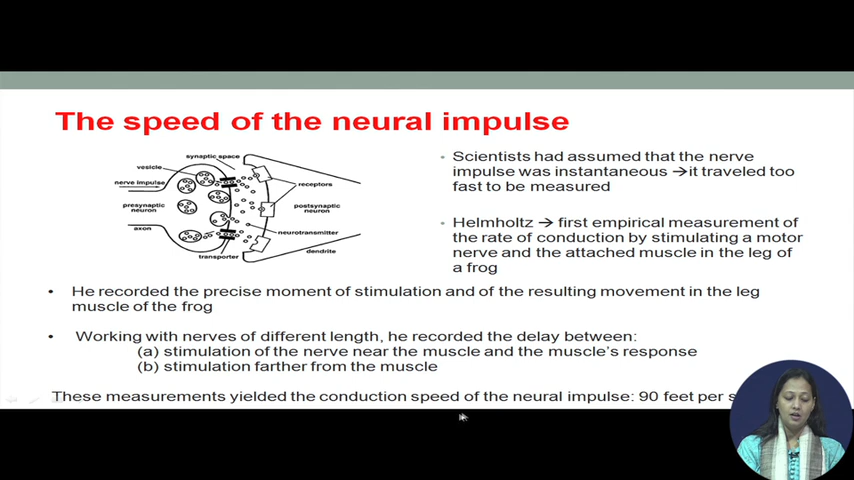 The speed of the neural impulse
synaptic space
vesicle
nerve impulse
receptors
presynaptic
neuron
postsynaptic
neuron
axon
neurotransmitter
transporter
dendrite
• Scientists had assumed that the nerve
impulse was instantaneous → it traveled too
fast to be measured
• Helmholtz → first empirical measurement of
the rate of conduction by stimulating a motor
nerve and the attached muscle in the leg of
a frog
• He recorded the precise moment of stimulation and of the resulting movement in the leg
muscle of the frog
• Working with nerves of different length, he recorded the delay between:
(a) stimulation of the nerve near the muscle and the muscle's response
(b) stimulation farther from the muscle
These measurements yielded the conduction speed of the neural impulse: 90 feet per